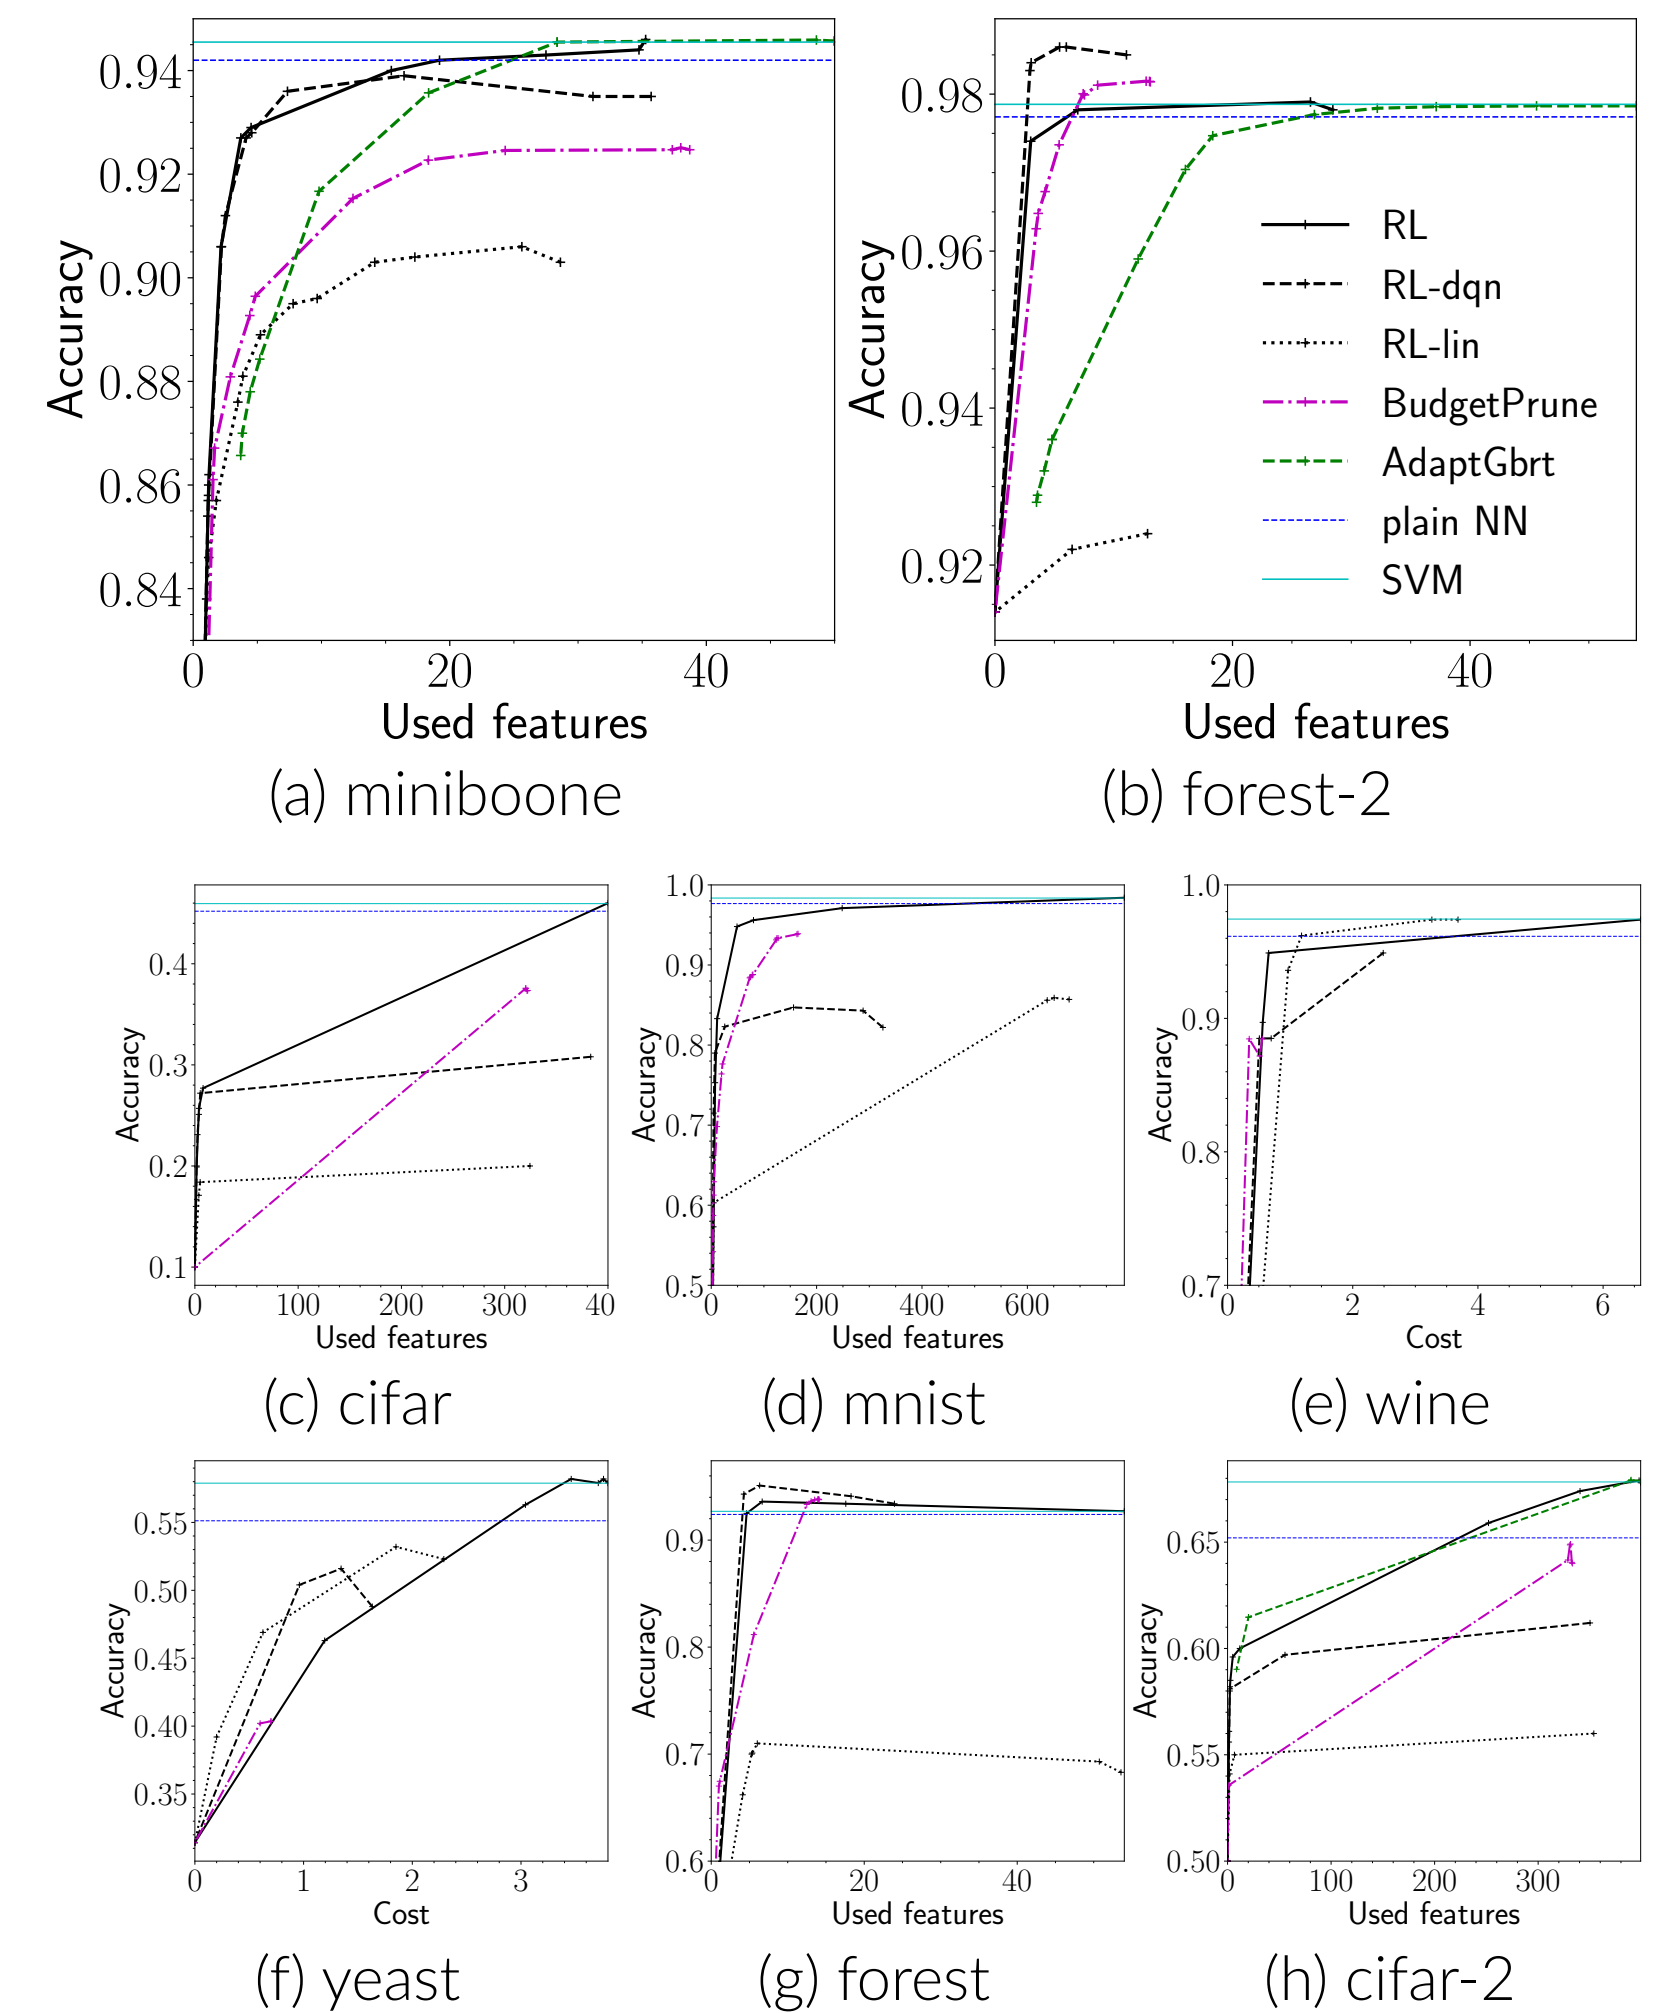 0.94
0.92
0.90
0.88
0.86
0.84
Accuracy
0 20 40
Used features
(a) miniboone
0.98
0.96
0.94
0.92
Accuracy
0 20 40
Used features
RL
RL-dqn
RL-lin
BudgetPrune
AdaptGbrt
plain NN
SVM
(b) forest-2
0.4
0.3
0.2
0.1
Accuracy
0 100 200 300 40
Used features
(c) cifar
1.0
0.9
0.8
0.7
0.6
0.5
Accuracy
0 200 400 600
Used features
(d) mnist
1.0
0.9
0.8
0.7
Accuracy
0 2 4 6
Cost
(e) wine
0.55
0.50
0.45
0.40
0.35
Accuracy
0 1 2 3
Cost
(f) yeast
0.9
0.8
0.7
0.6
Accuracy
0 20 40
Used features
(g) forest
0.65
0.60
0.55
0.50
Accuracy
0 100 200 300
Used features
(h) cifar-2